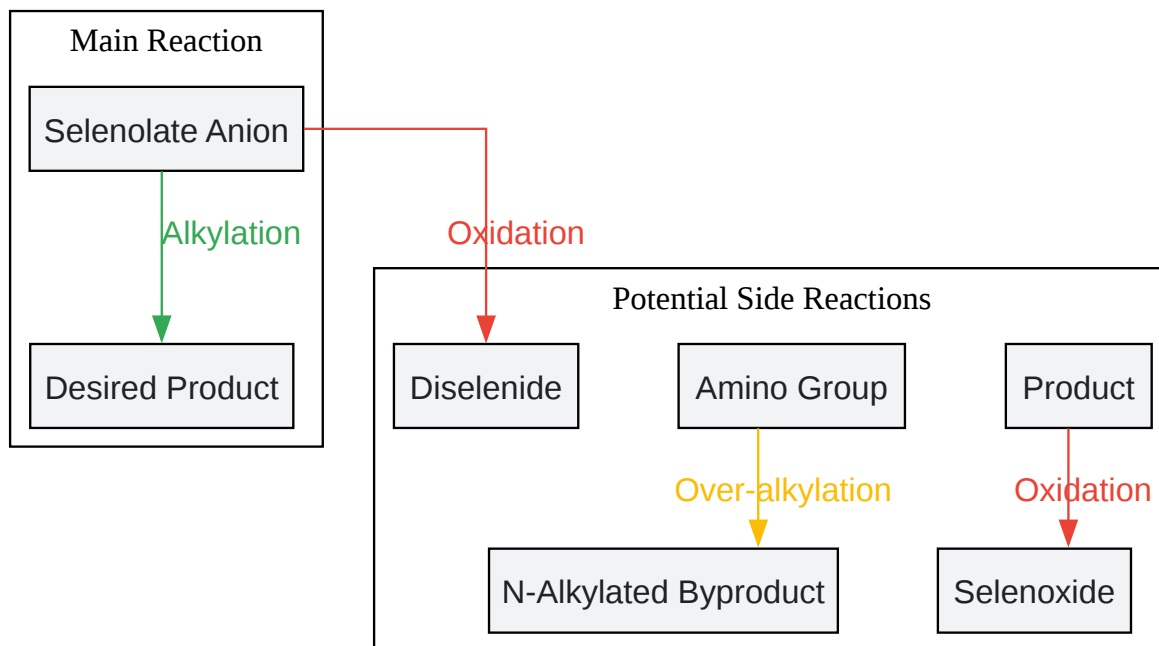 Main Reaction
Selenolate Anion
Alkylation
Oxidation
Desired Product
Potential Side Reactions
Diselenide
Amino Group
Product
Over-alkylation
Oxidation
N-Alkylated Byproduct
Selenoxide